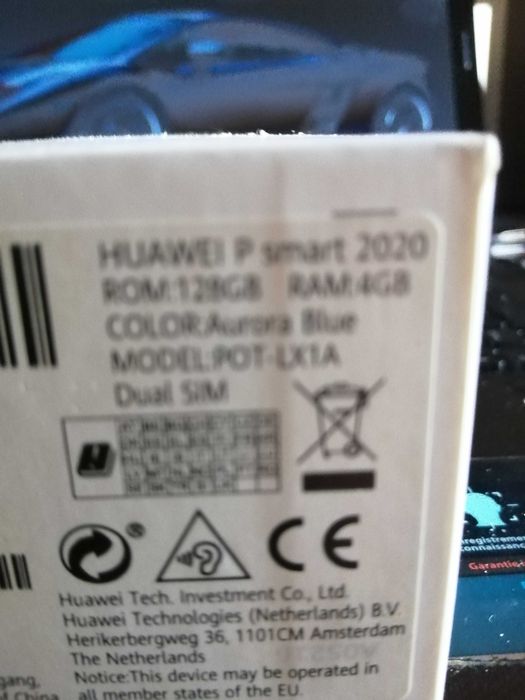 HUAWEI P smart 2020
ROM:128GB RAM:4GB
COLOR:Aurora Blue
MODEL:POT-LX1A
Dual SIM
CE
Huawei Tech. Investment Co., Ltd.
Huawei Technologies (Netherlands) B.V.
Herikerbergweg 36, 1101CM Amsterdam
The Netherlands
gang, Notice:This device may be operated in
China all member states of the EU.